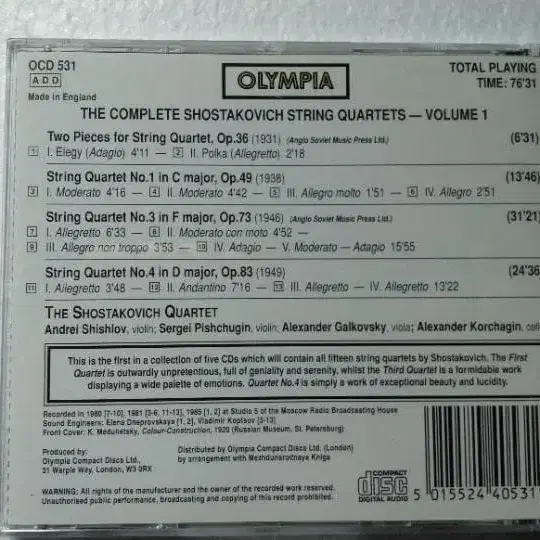 OCD 531
ADD
Made in England
OLYMPIA
TOTAL PLAYING
TIME: 76'31
THE COMPLETE SHOSTAKOVICH STRING QUARTETS — VOLUME 1
Two Pieces for String Quartet, Op.36 (1931) (Anglo Soviet Music Press Ltd.) (6'31)
1 I. Elegy (Adagio) 4'11 — 2 II. Polka (Allegretto) 2'18
String Quartet No.1 in C major, Op.49 (1938) (13'46)
3 I. Moderato 4'16 — 4 II. Moderato 4'42 — 5 III. Allegro molto 1'51 — 6 IV. Allegro 2'51
String Quartet No.3 in F major, Op.73 (1946) (Anglo Soviet Music Press Ltd.) (31'21)
7 I. Allegretto 6'33 — 8 II. Moderato con moto 4'52 —
9 III. Allegro non troppo 3'53 — 10 IV. Adagio — V. Moderato — Adagio 15'55
String Quartet No.4 in D major, Op.83 (1949) (24'36
11 I. Allegretto 3'48 — 12 II. Andantino 7'16 — 13 III. Allegretto — IV. Allegretto 13'22
THE SHOSTAKOVICH QUARTET
Andrei Shishlov, violin; Sergei Pishchugin, violin; Alexander Galkovsky, viola; Alexander Korchagin, cell
This is the first in a collection of five CDs which will contain all fifteen string quartets by Shostakovich. The First
Quartet is outwardly unpretentious, full of geniality and serenity, whilst the Third Quartet is a formidable work
displaying a wide palette of emotions. Quartet No.4 is simply a work of exceptional beauty and lucidity.
Recorded in 1980 [7-10], 1981 [3-6, 11-13], 1985 [1, 2] at Studio 5 of the Moscow Radio Broadcasting House
Sound Engineers: Elena Dneprovskaya [1, 2], Vladimir Koptsov [3-13]
Front Cover: K. Medunetsky, Colour-Construction, 1920 (Russian Museum, St. Petersburg)
Produced by:
Olympia Compact Discs Ltd.,
31 Warple Way, London, W3 0RX
Distributed by Olympia Compact Discs Ltd. (London)
by arrangement with Mezhdunarodnaya Kniga
WARNING: All rights of the manufacturer and the owner of the recorded work reserved.
Unauthorised public performance, broadcasting and copying of this record prohibited.
COMPACT
disc
DIGITAL AUDIO
5 015524 40531